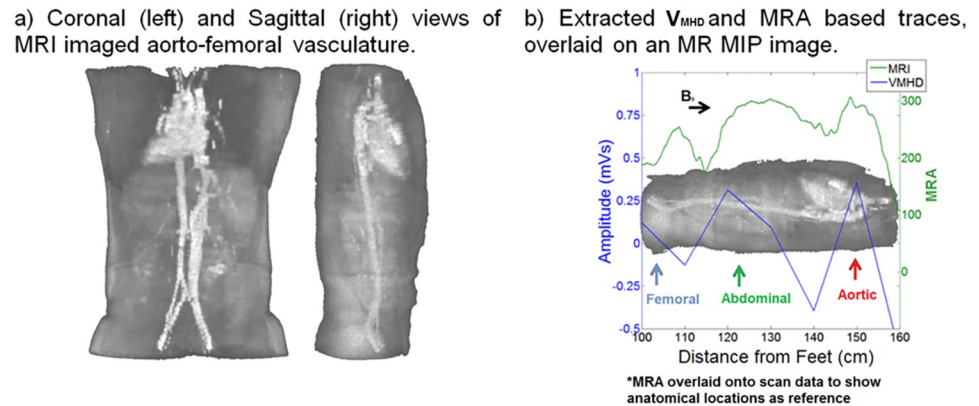 a) Coronal (left) and Sagittal (right) views of
MRI imaged aorto-femoral vasculature.
b) Extracted VMHD and MRA based traces,
overlaid on an MR MIP image.
MRI
VMHD
B₀
1
0.75
0.5
0.25
0
-0.25
-0.5
Amplitude (mVs)
300
200
100
0
MRA
Femoral
Abdominal
Aortic
100 110 120 130 140 150 160
Distance from Feet (cm)
*MRA overlaid onto scan data to show
anatomical locations as reference